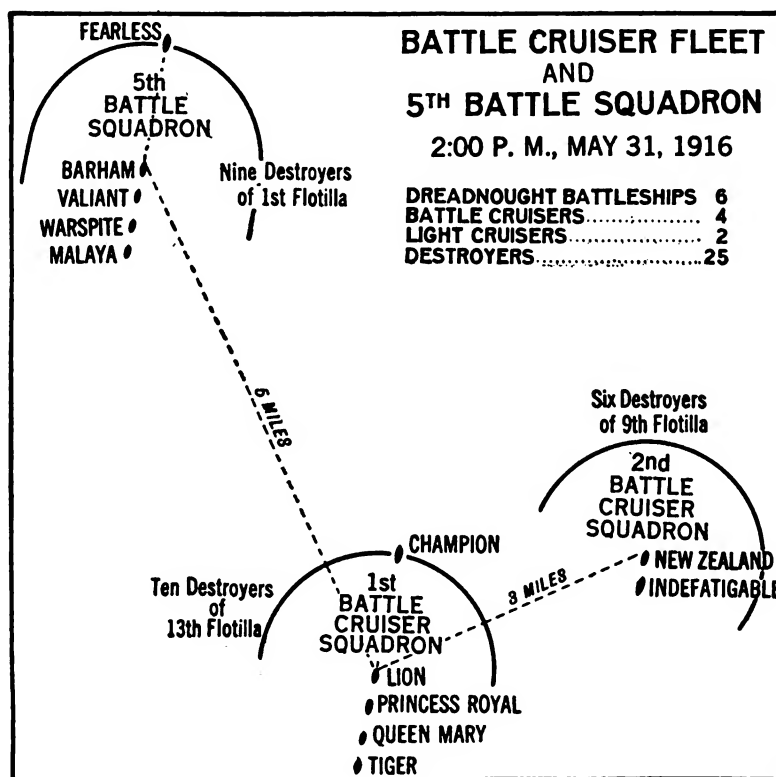 BATTLE CRUISER FLEET
AND
5TH BATTLE SQUADRON
2:00 P. M., MAY 31, 1916
DREADNOUGHT BATTLESHIPS 6
BATTLE CRUISERS............ 4
LIGHT CRUISERS............. 2
DESTROYERS................. 25
FEARLESS
5th
BATTLE
SQUADRON
BARHAM
VALIANT
WARSPITE
MALAYA
Nine Destroyers
of 1st Flotilla
5 MILES
Six Destroyers
of 9th Flotilla
2nd
BATTLE
CRUISER
SQUADRON
NEW ZEALAND
INDEFATIGABLE
3 MILES
CHAMPION
Ten Destroyers
of
13th Flotilla
1st
BATTLE
CRUISER
SQUADRON
LION
PRINCESS ROYAL
QUEEN MARY
TIGER